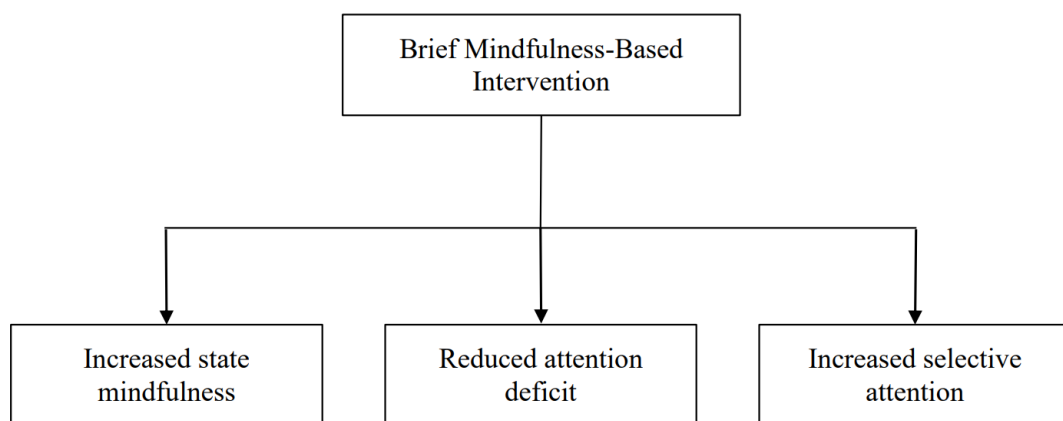 Brief Mindfulness-Based
Intervention
Increased state
mindfulness
Reduced attention
deficit
Increased selective
attention